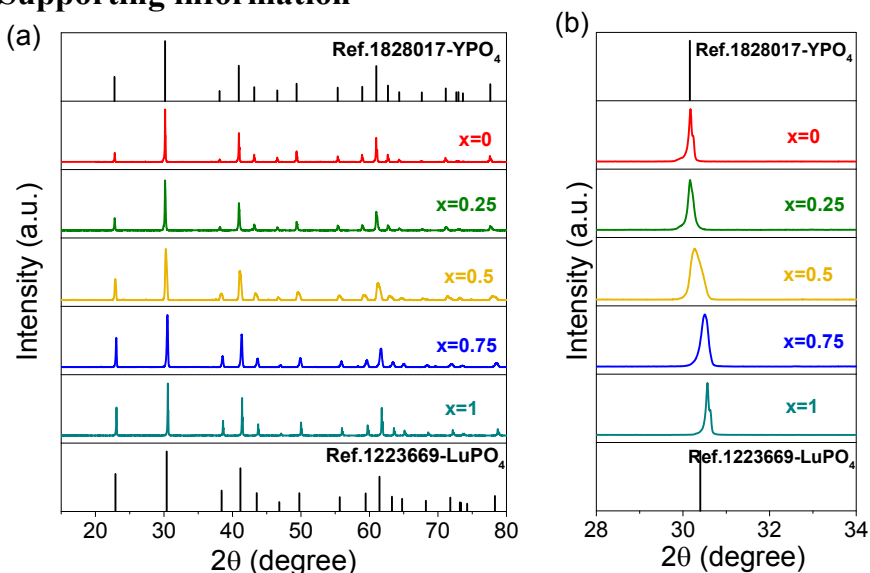 Supporting information
(a)
Ref.1828017-YPO4
x=0
x=0.25
x=0.5
x=0.75
x=1
Ref.1223669-LuPO4
Intensity (a.u.)
20 30 40 50 60 70 80
2θ (degree)
(b)
Ref.1828017-YPO4
x=0
x=0.25
x=0.5
x=0.75
x=1
Ref.1223669-LuPO4
Intensity (a.u.)
28 30 32 34
2θ (degree)